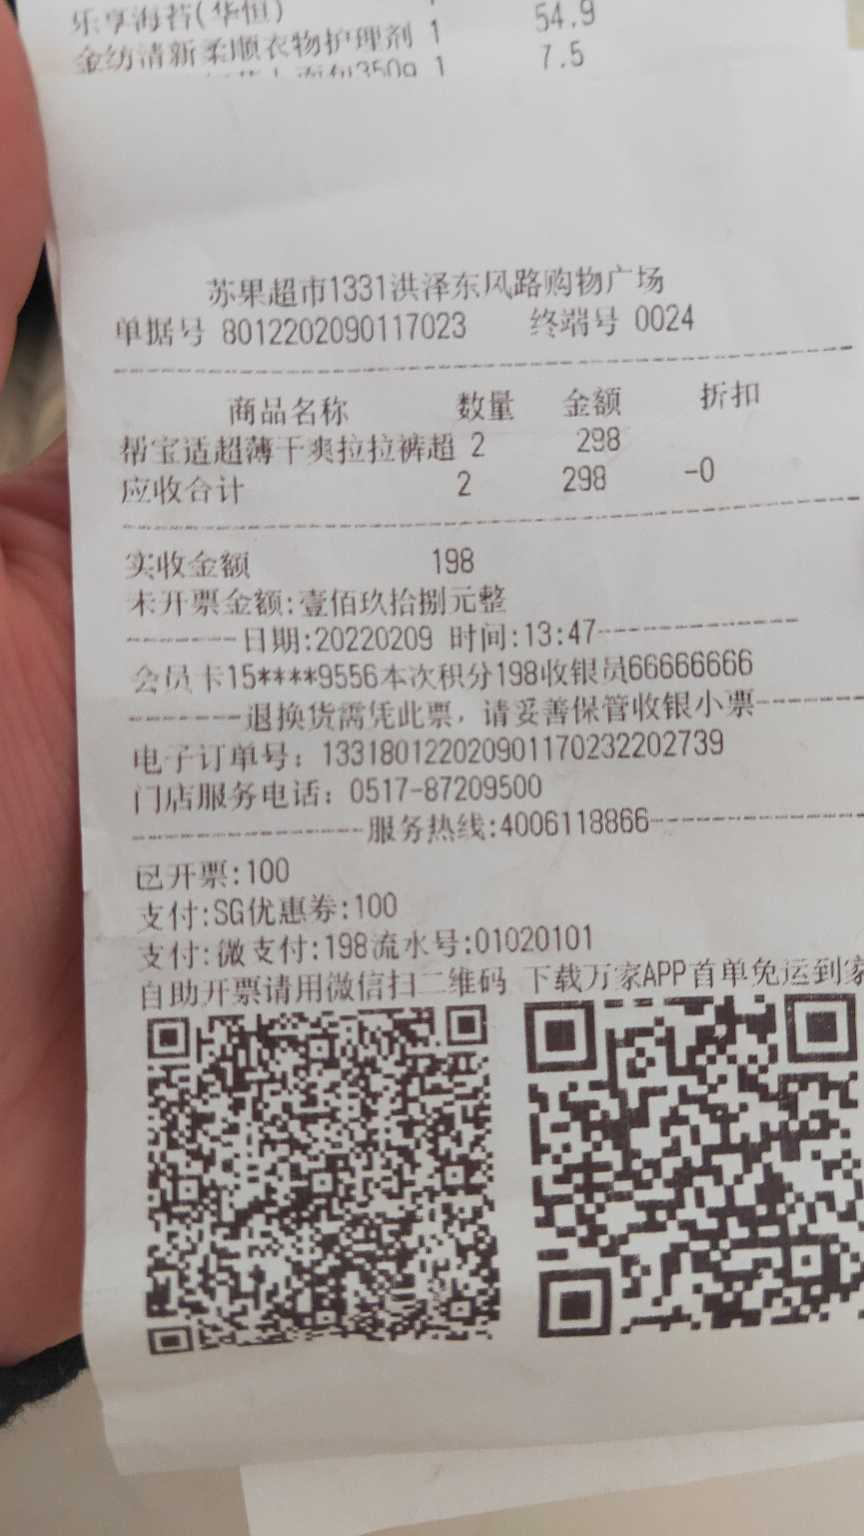 乐享海苔(华恒)
54.9
金纺清新柔顺衣物护理剂 1
7.5
面包350g 1
苏果超市1331洪泽东风路购物广场
单据号 8012202090117023 终端号 0024
商品名称 数量 金额 折扣
帮宝适超薄干爽拉拉裤超 2 298
应收合计 2 298 -0
实收金额 198
未开票金额:壹佰玖拾捌元整
--------日期:20220209 时间:13:47--------------
会员卡15****9556本次积分198收银员66666666
--------退换货需凭此票，请妥善保管收银小票--------
电子订单号：133180122020901170232202739
门店服务电话：0517-87209500
----------------服务热线:4006118866----------------
已开票:100
支付:SG优惠券:100
支付:微支付:198流水号:01020101
自助开票请用微信扫二维码 下载万家APP首单免运到家